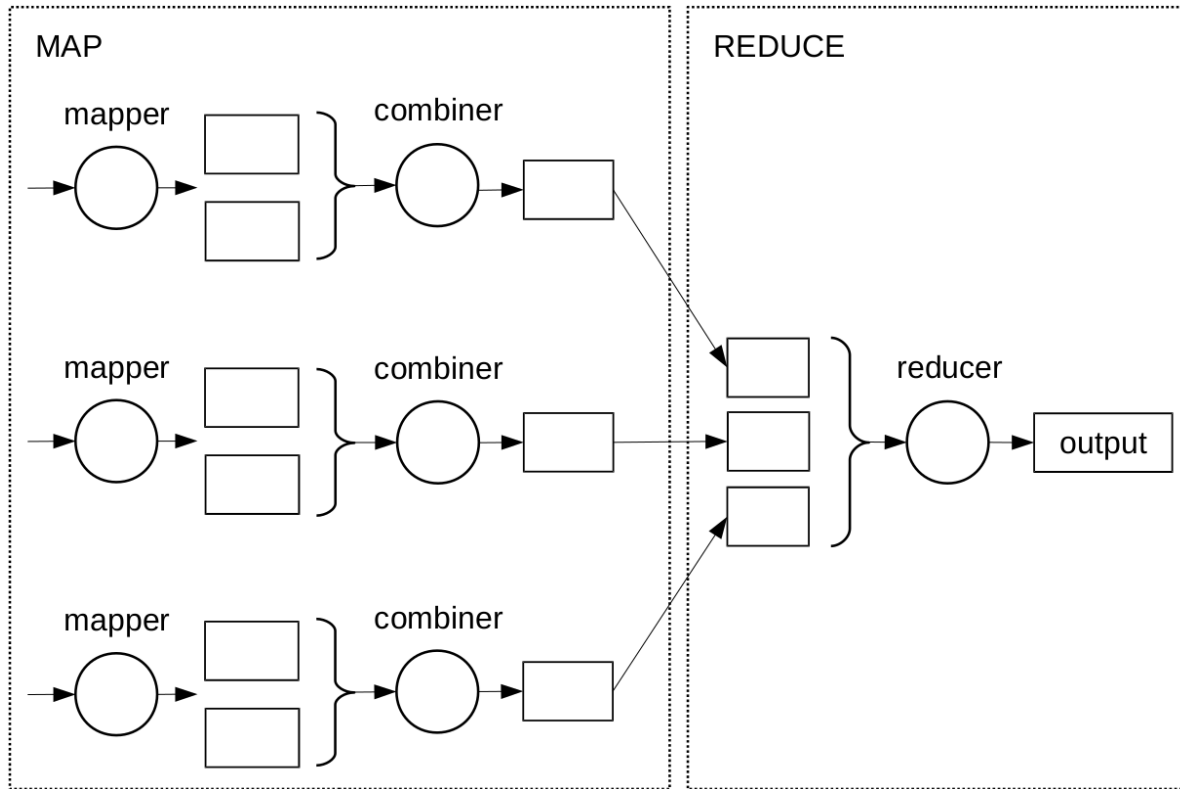 MAP
REDUCE
mapper
combiner
mapper
combiner
reducer
output
mapper
combiner